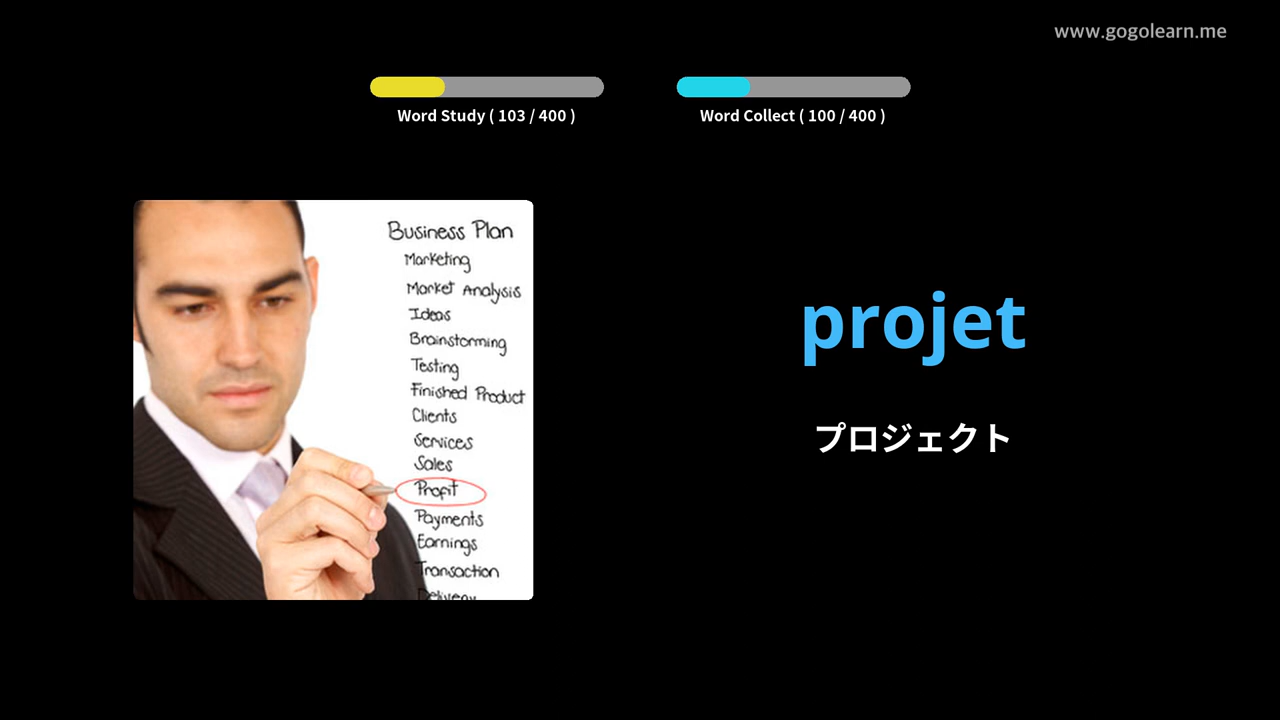 www.gogolearn.me
Word Study ( 103 / 400 )
Word Collect ( 100 / 400 )
Business Plan
Marketing
Market Analysis
Ideas
Brainstorming
Testing
Finished Product
Clients
Services
Sales
Profit
Payments
Earnings
Transaction
Delivery
projet
プロジェクト